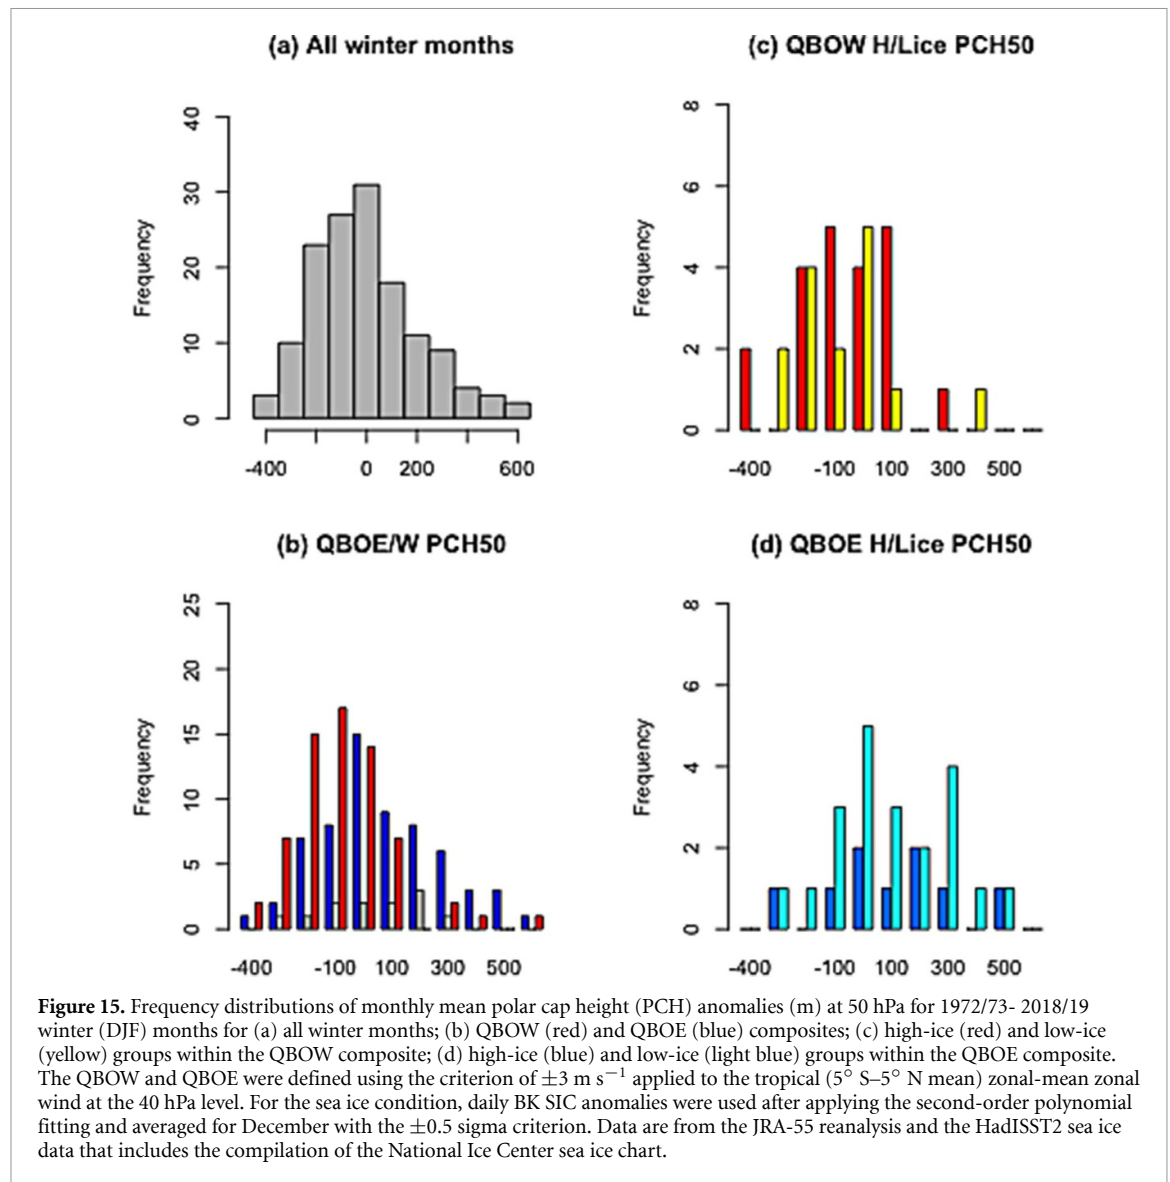 (a) All winter months
Frequency
40
30
20
10
0
-400 0 200 600
(c) QBOW H/Lice PCH50
Frequency
8
6
4
2
0
-400 -100 100 300 500
(b) QBOE/W PCH50
Frequency
25
20
15
10
5
0
-400 -100 100 300 500
(d) QBOE H/Lice PCH50
Frequency
8
6
4
2
0
-400 -100 100 300 500
Figure 15. Frequency distributions of monthly mean polar cap height (PCH) anomalies (m) at 50 hPa for 1972/73- 2018/19
winter (DJF) months for (a) all winter months; (b) QBOW (red) and QBOE (blue) composites; (c) high-ice (red) and low-ice
(yellow) groups within the QBOW composite; (d) high-ice (blue) and low-ice (light blue) groups within the QBOE composite.
The QBOW and QBOE were defined using the criterion of ±3 m s⁻¹ applied to the tropical (5° S–5° N mean) zonal-mean zonal
wind at the 40 hPa level. For the sea ice condition, daily BK SIC anomalies were used after applying the second-order polynomial
fitting and averaged for December with the ±0.5 sigma criterion. Data are from the JRA-55 reanalysis and the HadISST2 sea ice
data that includes the compilation of the National Ice Center sea ice chart.